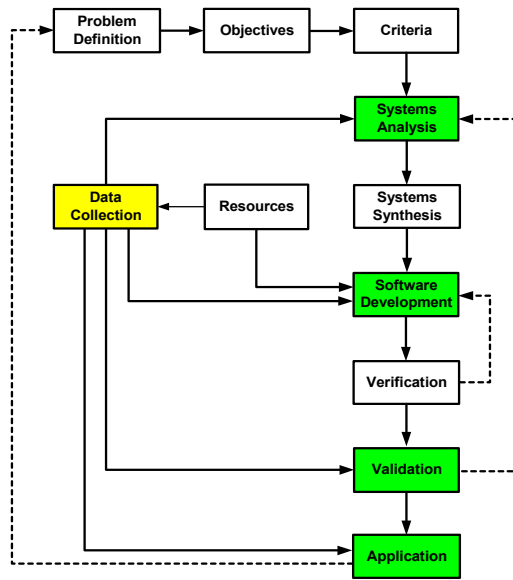 Problem
Definition
Objectives
Criteria
Systems
Analysis
Data
Collection
Resources
Systems
Synthesis
Software
Development
Verification
Validation
Application